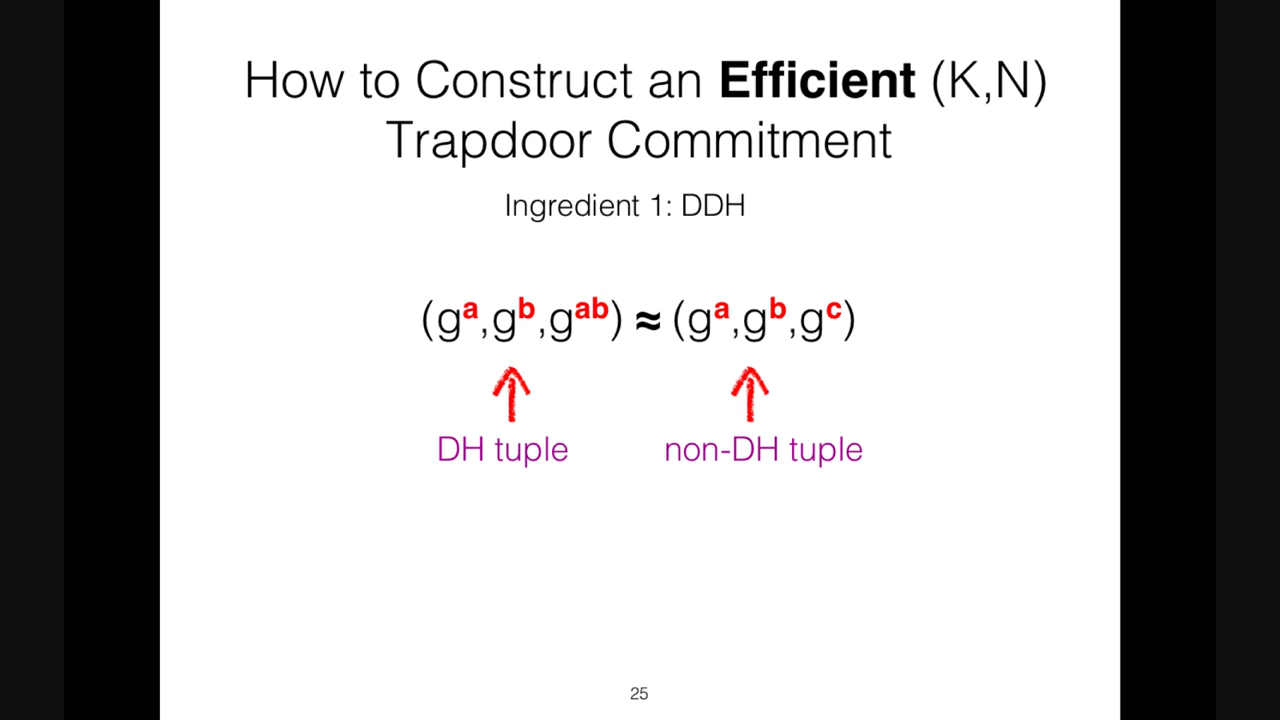 How to Construct an Efficient (K,N)
Trapdoor Commitment
Ingredient 1: DDH
(gᵃ,gᵇ,gᵃᵇ) ≈ (gᵃ,gᵇ,gᶜ)
DH tuple non-DH tuple
25